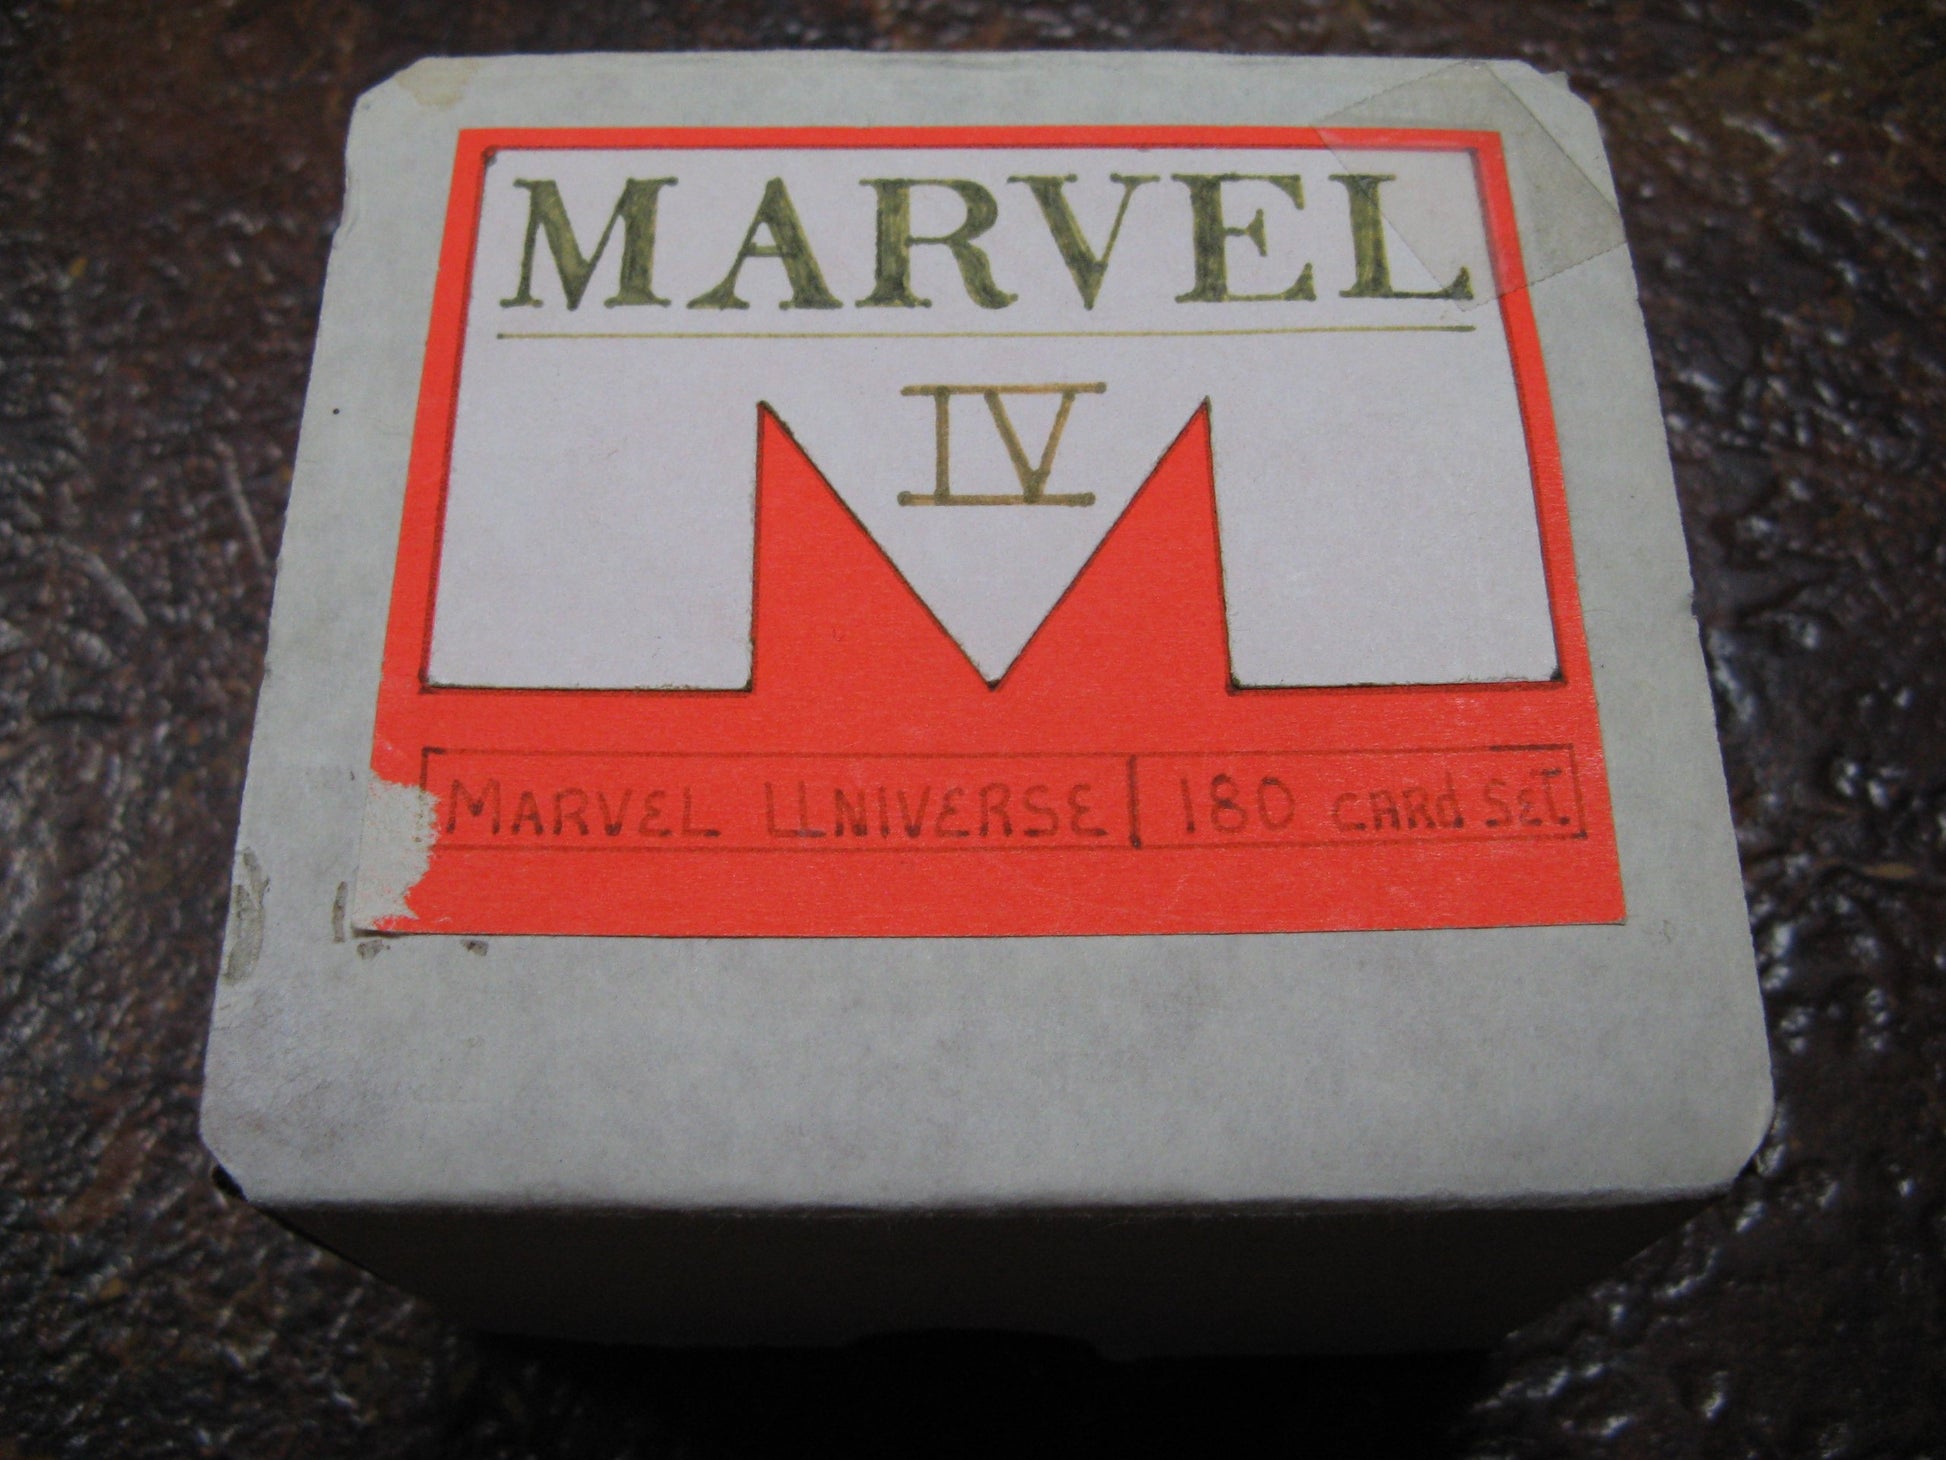 MARVEL
IV
MARVEL UNIVERSE | 180 CARd SET